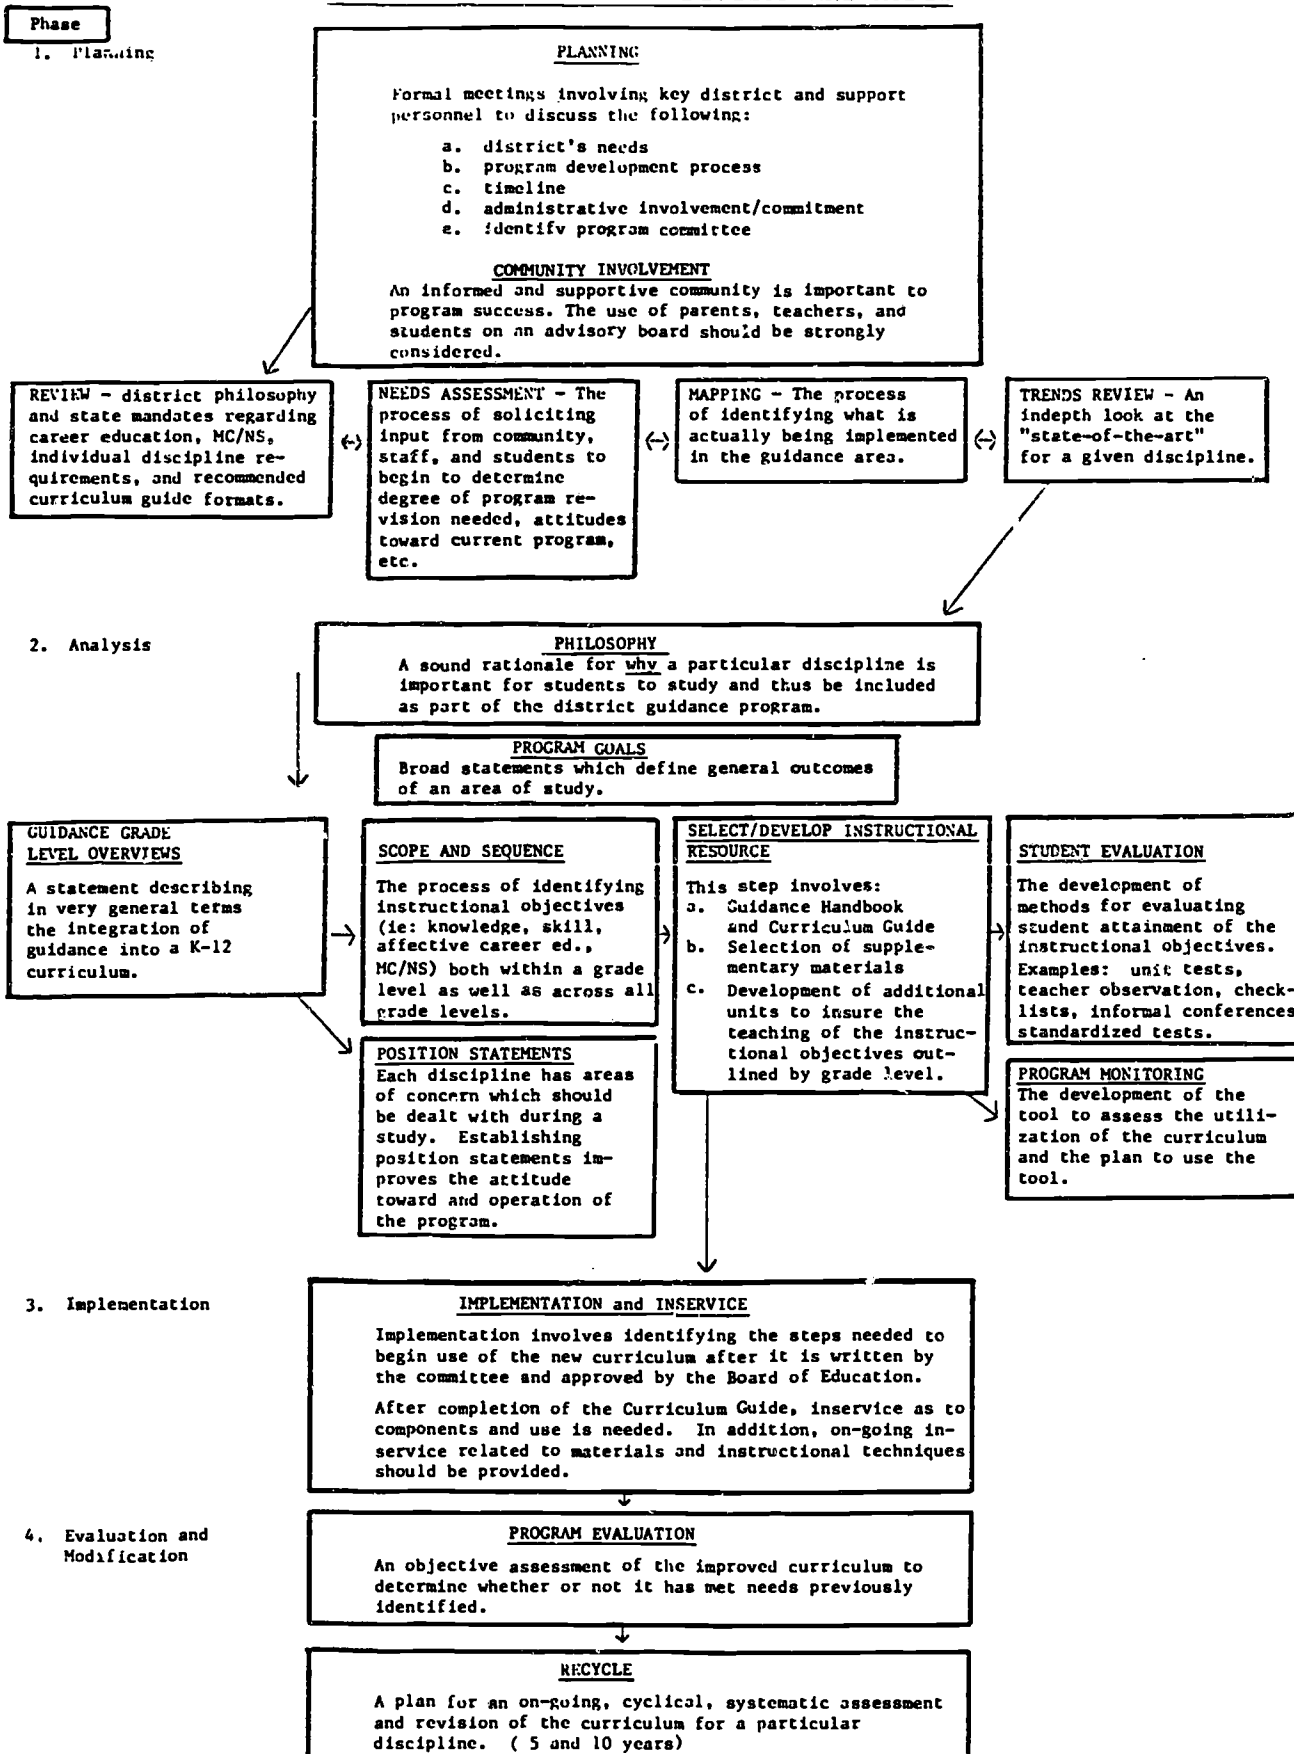 Phase
1. Planning
PLANNING
Formal meetings involving key district and support
personnel to discuss the following:
a. district's needs
b. program development process
c. timeline
d. administrative involvement/commitment
e. identify program committee
COMMUNITY INVOLVEMENT
An informed and supportive community is important to
program success. The use of parents, teachers, and
students on an advisory board should be strongly
considered.
REVIEW - district philosophy
and state mandates regarding
career education, MC/NS,
individual discipline re-
quirements, and recommended
curriculum guide formats.
NEEDS ASSESSMENT - The
process of soliciting
input from community,
staff, and students to
begin to determine
degree of program re-
vision needed, attitudes
toward current program,
etc.
MAPPING - The process
of identifying what is
actually being implemented
in the guidance area.
TRENDS REVIEW - An
indepth look at the
"state-of-the-art"
for a given discipline.
2. Analysis
PHILOSOPHY
A sound rationale for why a particular discipline is
important for students to study and thus be included
as part of the district guidance program.
PROGRAM GOALS
Broad statements which define general outcomes
of an area of study.
GUIDANCE GRADE
LEVEL OVERVIEWS
A statement describing
in very general terms
the integration of
guidance into a K-12
curriculum.
SCOPE AND SEQUENCE
The process of identifying
instructional objectives
(ie: knowledge, skill,
affective career ed.,
MC/NS) both within a grade
level as well as across all
grade levels.
POSITION STATEMENTS
Each discipline has areas
of concern which should
be dealt with during a
study. Establishing
position statements im-
proves the attitude
toward and operation of
the program.
SELECT/DEVELOP INSTRUCTIONAL
RESOURCE
This step involves:
a. Guidance Handbook
and Curriculum Guide
b. Selection of supple-
mentary materials
c. Development of additional
units to insure the
teaching of the instruc-
tional objectives out-
lined by grade level.
STUDENT EVALUATION
The development of
methods for evaluating
student attainment of the
instructional objectives.
Examples: unit tests,
teacher observation, check-
lists, informal conferences
standardized tests.
PROGRAM MONITORING
The development of the
tool to assess the utili-
zation of the curriculum
and the plan to use the
tool.
3. Implementation
IMPLEMENTATION and INSERVICE
Implementation involves identifying the steps needed to
begin use of the new curriculum after it is written by
the committee and approved by the Board of Education.
After completion of the Curriculum Guide, inservice as to
components and use is needed. In addition, on-going in-
service related to materials and instructional techniques
should be provided.
4. Evaluation and
Modification
PROGRAM EVALUATION
An objective assessment of the improved curriculum to
determine whether or not it has met needs previously
identified.
RECYCLE
A plan for an on-going, cyclical, systematic assessment
and revision of the curriculum for a particular
discipline. ( 5 and 10 years)